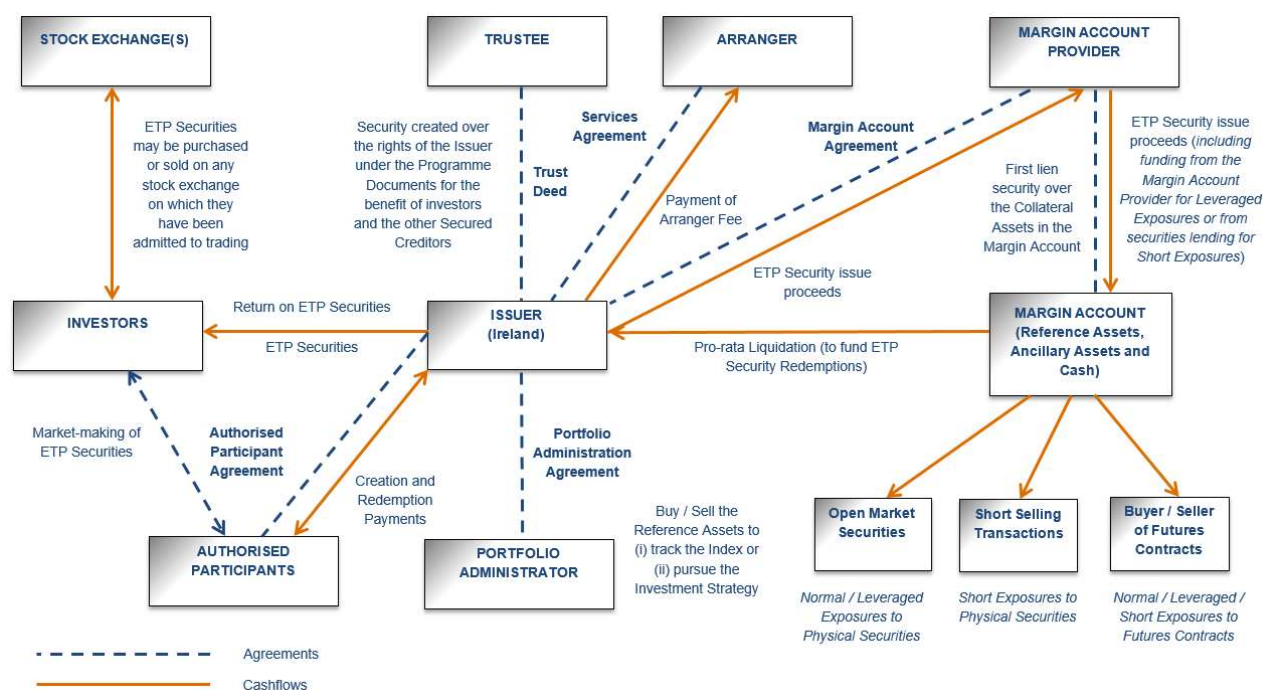 STOCK EXCHANGE(S)
TRUSTEE
ARRANGER
MARGIN ACCOUNT
PROVIDER
ETP Securities
may be purchased
or sold on any
stock exchange
on which they
have been
admitted to trading
Security created over
the rights of the Issuer
under the Programme
Documents for the
benefit of investors
and the other Secured
Creditors
Trust
Deed
Services
Agreement
Payment of
Arranger Fee
Margin Account
Agreement
First lien
security over
the Collateral
Assets in the
Margin Account
ETP Security issue
proceeds (including
funding from the
Margin Account
Provider for Leveraged
Exposures or from
securities lending for
Short Exposures)
ETP Security issue
proceeds
INVESTORS
Return on ETP Securities
ETP Securities
ISSUER
(Ireland)
Pro-rata Liquidation (to fund ETP
Security Redemptions)
MARGIN ACCOUNT
(Reference Assets,
Ancillary Assets and
Cash)
Market-making of
ETP Securities
Authorised
Participant
Agreement
Creation and
Redemption
Payments
Portfolio
Administration
Agreement
Buy / Sell the
Reference Assets to
(i) track the Index or
(ii) pursue the
Investment Strategy
AUTHORISED
PARTICIPANTS
PORTFOLIO
ADMINISTRATOR
Open Market
Securities
Short Selling
Transactions
Buyer / Seller
of Futures
Contracts
Normal / Leveraged
Exposures to
Physical Securities
Short Exposures to
Physical Securities
Normal / Leveraged /
Short Exposures to
Futures Contracts
Agreements
Cashflows